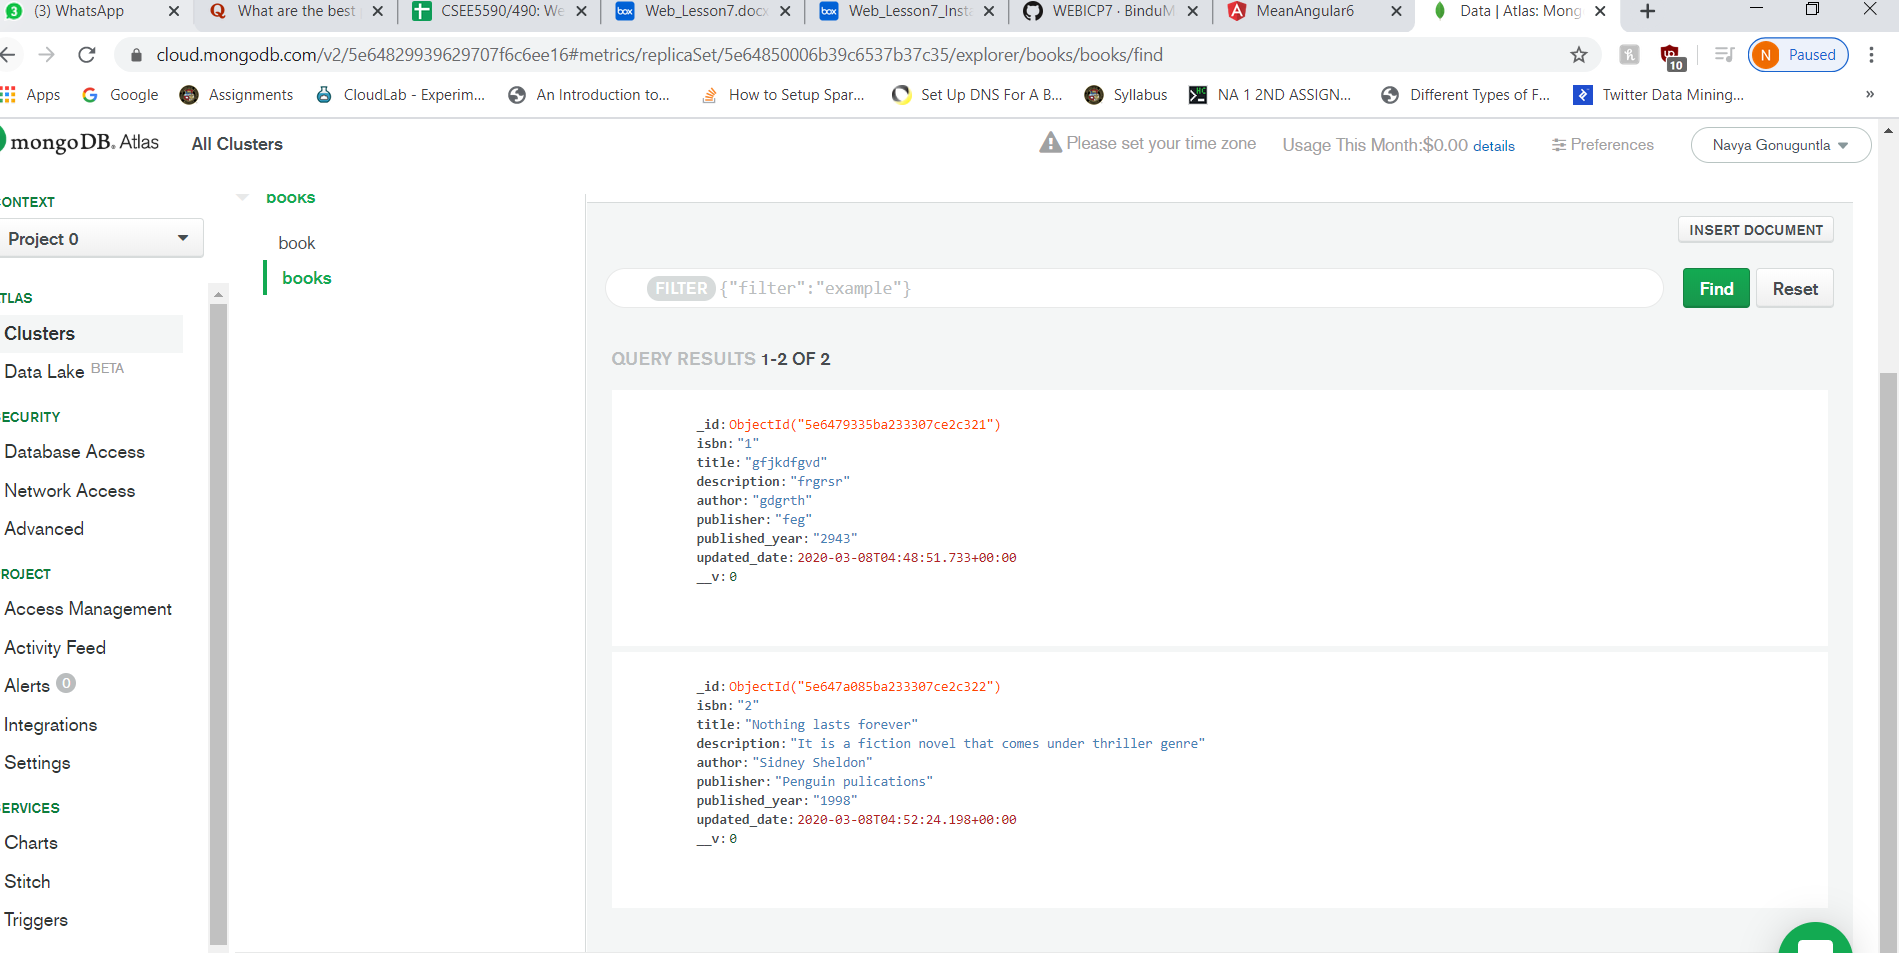 3 (3) WhatsApp
Q What are the best
CSEE5590/490: We
box Web_Lesson7.docx
box Web_Lesson7_Insta
WEBICP7 · BinduM
A MeanAngular6
Data | Atlas: Mong
cloud.mongodb.com/v2/5e64829939629707f6c6ee16#metrics/replicaSet/5e64850006b39c6537b37c35/explorer/books/books/find
10
N Paused
Apps
Google
Assignments
CloudLab - Experim...
An Introduction to...
How to Setup Spar...
Set Up DNS For A B...
Syllabus
NA 1 2ND ASSIGN...
Different Types of F...
Twitter Data Mining...
»
mongoDB. Atlas
All Clusters
Please set your time zone
Usage This Month:$0.00 details
Preferences
Navya Gonuguntla
ONTEXT
Project 0
TLAS
Clusters
Data Lake BETA
ECURITY
Database Access
Network Access
Advanced
ROJECT
Access Management
Activity Feed
Alerts 0
Integrations
Settings
ERVICES
Charts
Stitch
Triggers
books
book
books
INSERT DOCUMENT
FILTER {"filter":"example"}
Find
Reset
QUERY RESULTS 1-2 OF 2
_id: ObjectId("5e6479335ba233307ce2c321")
isbn: "1"
title: "gfjkdfgvd"
description: "frgrsr"
author: "gdgrth"
publisher: "feg"
published_year: "2943"
updated_date: 2020-03-08T04:48:51.733+00:00
__v: 0
_id: ObjectId("5e647a085ba233307ce2c322")
isbn: "2"
title: "Nothing lasts forever"
description: "It is a fiction novel that comes under thriller genre"
author: "Sidney Sheldon"
publisher: "Penguin pulications"
published_year: "1998"
updated_date: 2020-03-08T04:52:24.198+00:00
__v: 0